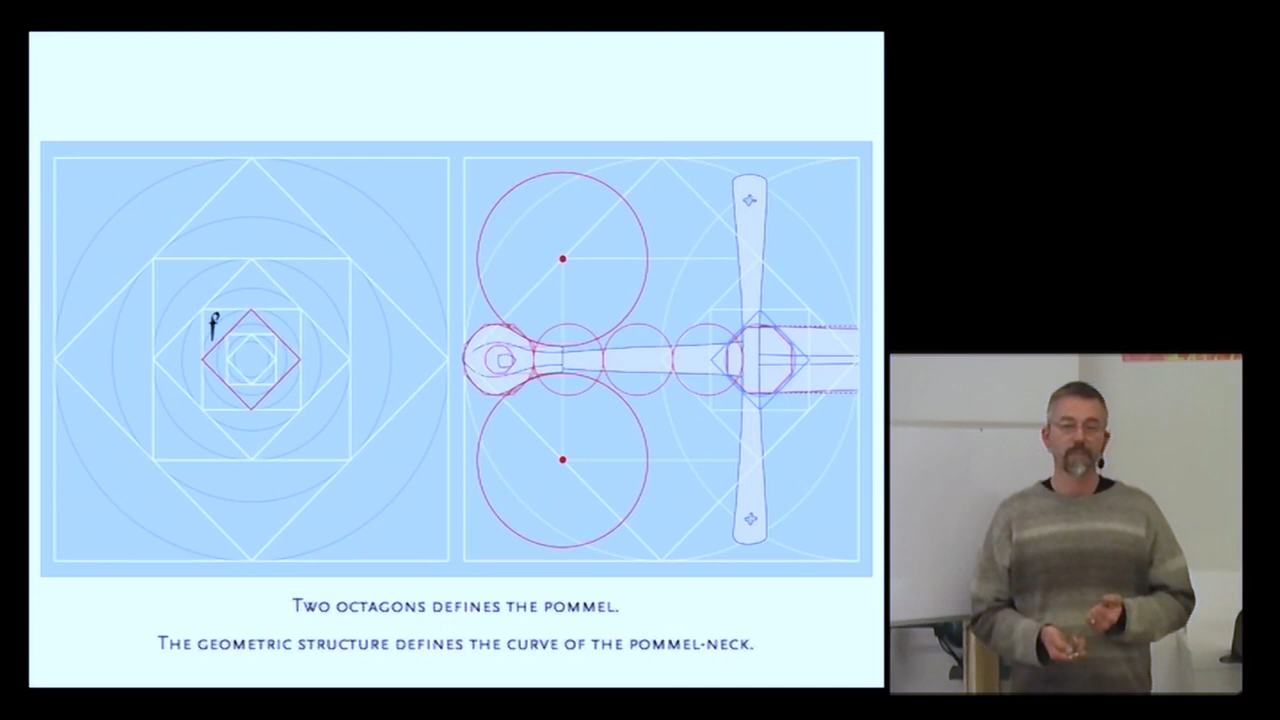 f
Two octagons defines the pommel.
The geometric structure defines the curve of the pommel-neck.